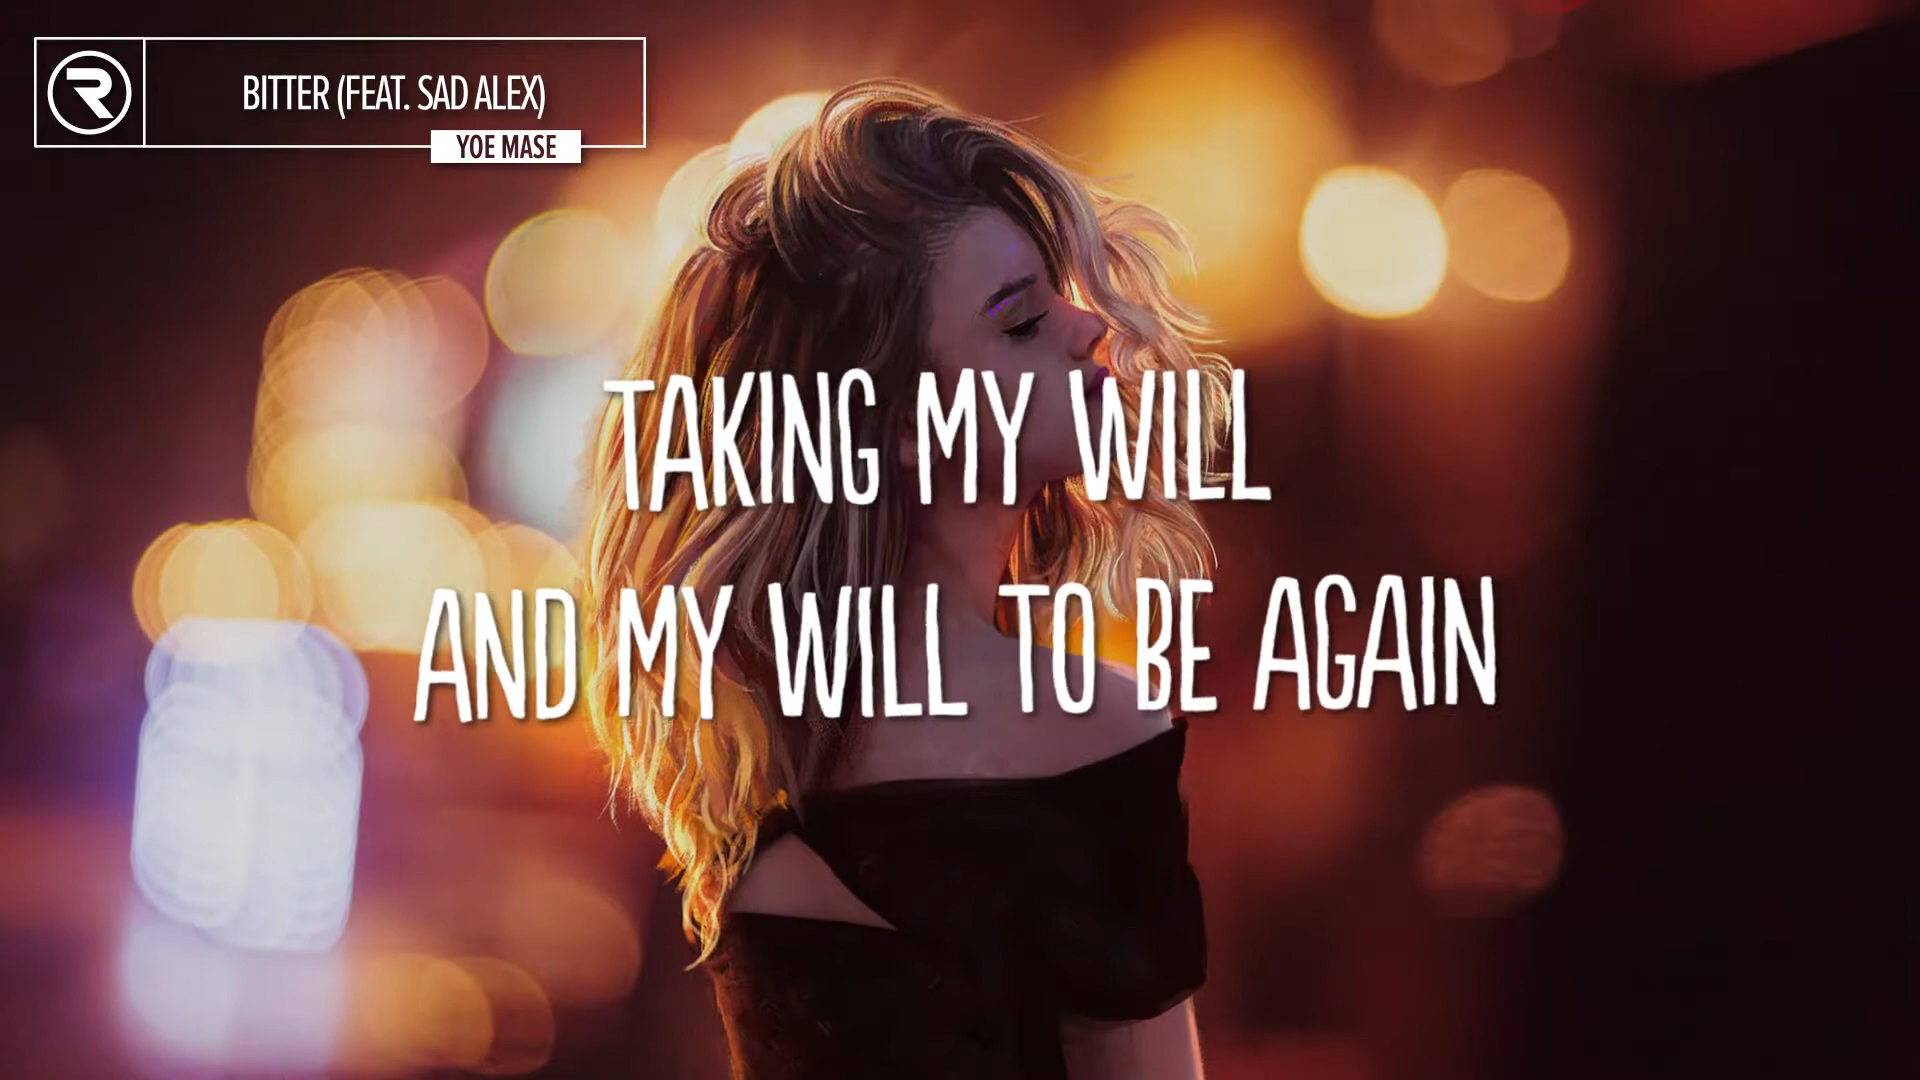 BITTER (FEAT. SAD ALEX)
YOE MASE
TAKING MY WILL
AND MY WILL TO BE AGAIN